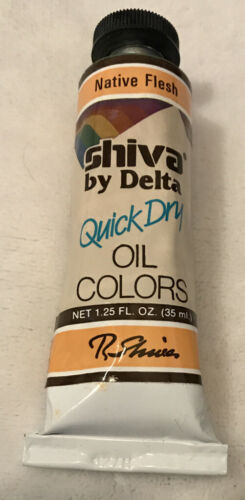 Native Flesh
Shiva®
by Delta
Quick Dry
OIL
COLORS
NET 1.25 FL. OZ. (35 ml.)